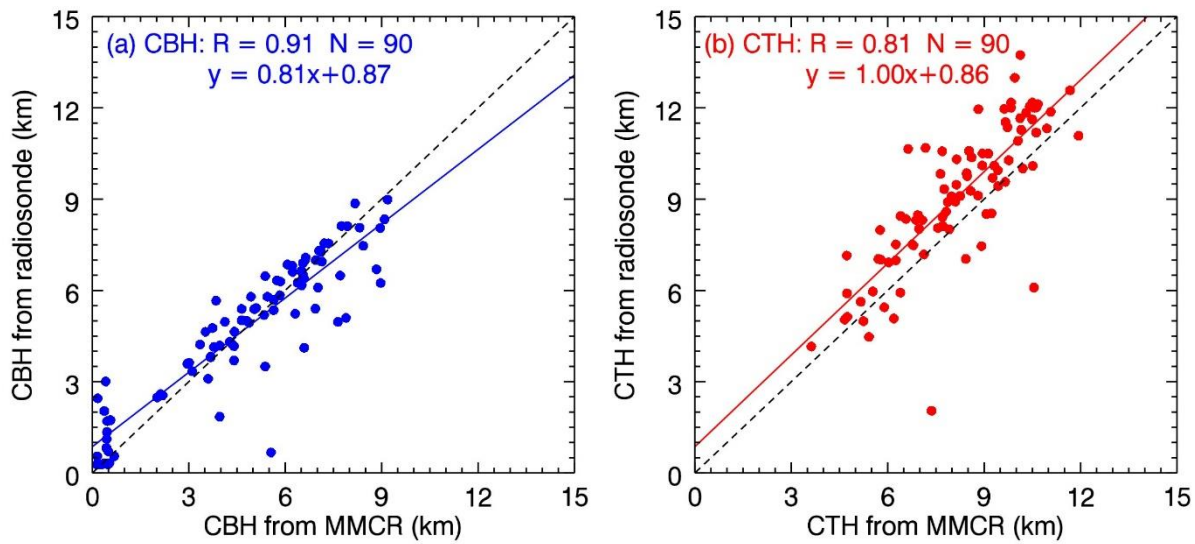 (a) CBH: R = 0.91 N = 90
y = 0.81x+0.87
15
12
9
6
3
0
CBH from radiosonde (km)
0 3 6 9 12 15
CBH from MMCR (km)
(b) CTH: R = 0.81 N = 90
y = 1.00x+0.86
15
12
9
6
3
0
CTH from radiosonde (km)
0 3 6 9 12 15
CTH from MMCR (km)